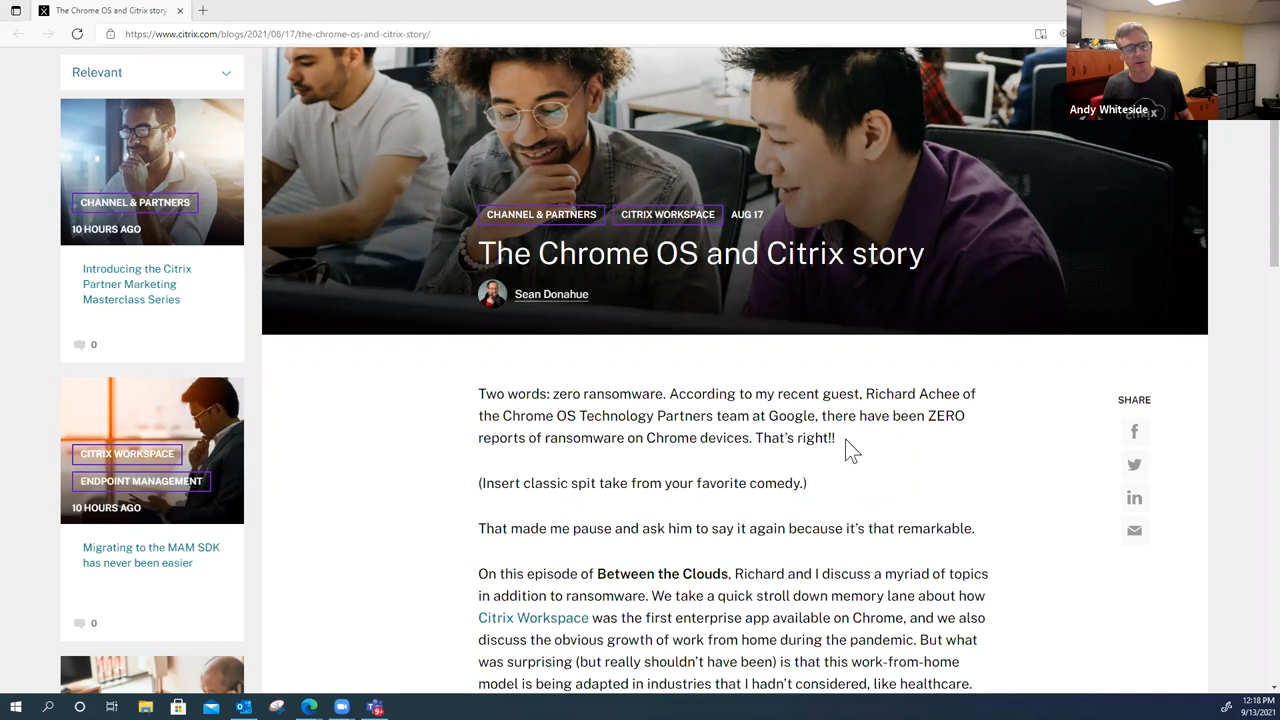 The Chrome OS and Citrix story
https://www.citrix.com/blogs/2021/08/17/the-chrome-os-and-citrix-story/
Andy Whiteside
CITRIX
Relevant
CHANNEL & PARTNERS
10 HOURS AGO
Introducing the Citrix
Partner Marketing
Masterclass Series
0
CITRIX WORKSPACE
ENDPOINT MANAGEMENT
10 HOURS AGO
Migrating to the MAM SDK
has never been easier
0
CHANNEL & PARTNERS CITRIX WORKSPACE AUG 17
The Chrome OS and Citrix story
Sean Donahue
Two words: zero ransomware. According to my recent guest, Richard Achee of
the Chrome OS Technology Partners team at Google, there have been ZERO
reports of ransomware on Chrome devices. That's right!!
(Insert classic spit take from your favorite comedy.)
That made me pause and ask him to say it again because it's that remarkable.
On this episode of Between the Clouds, Richard and I discuss a myriad of topics
in addition to ransomware. We take a quick stroll down memory lane about how
Citrix Workspace was the first enterprise app available on Chrome, and we also
discuss the obvious growth of work from home during the pandemic. But what
was surprising (but really shouldn't have been) is that this work-from-home
model is being adapted in industries that I hadn't considered, like healthcare.
SHARE
12:18 PM
9/13/2021